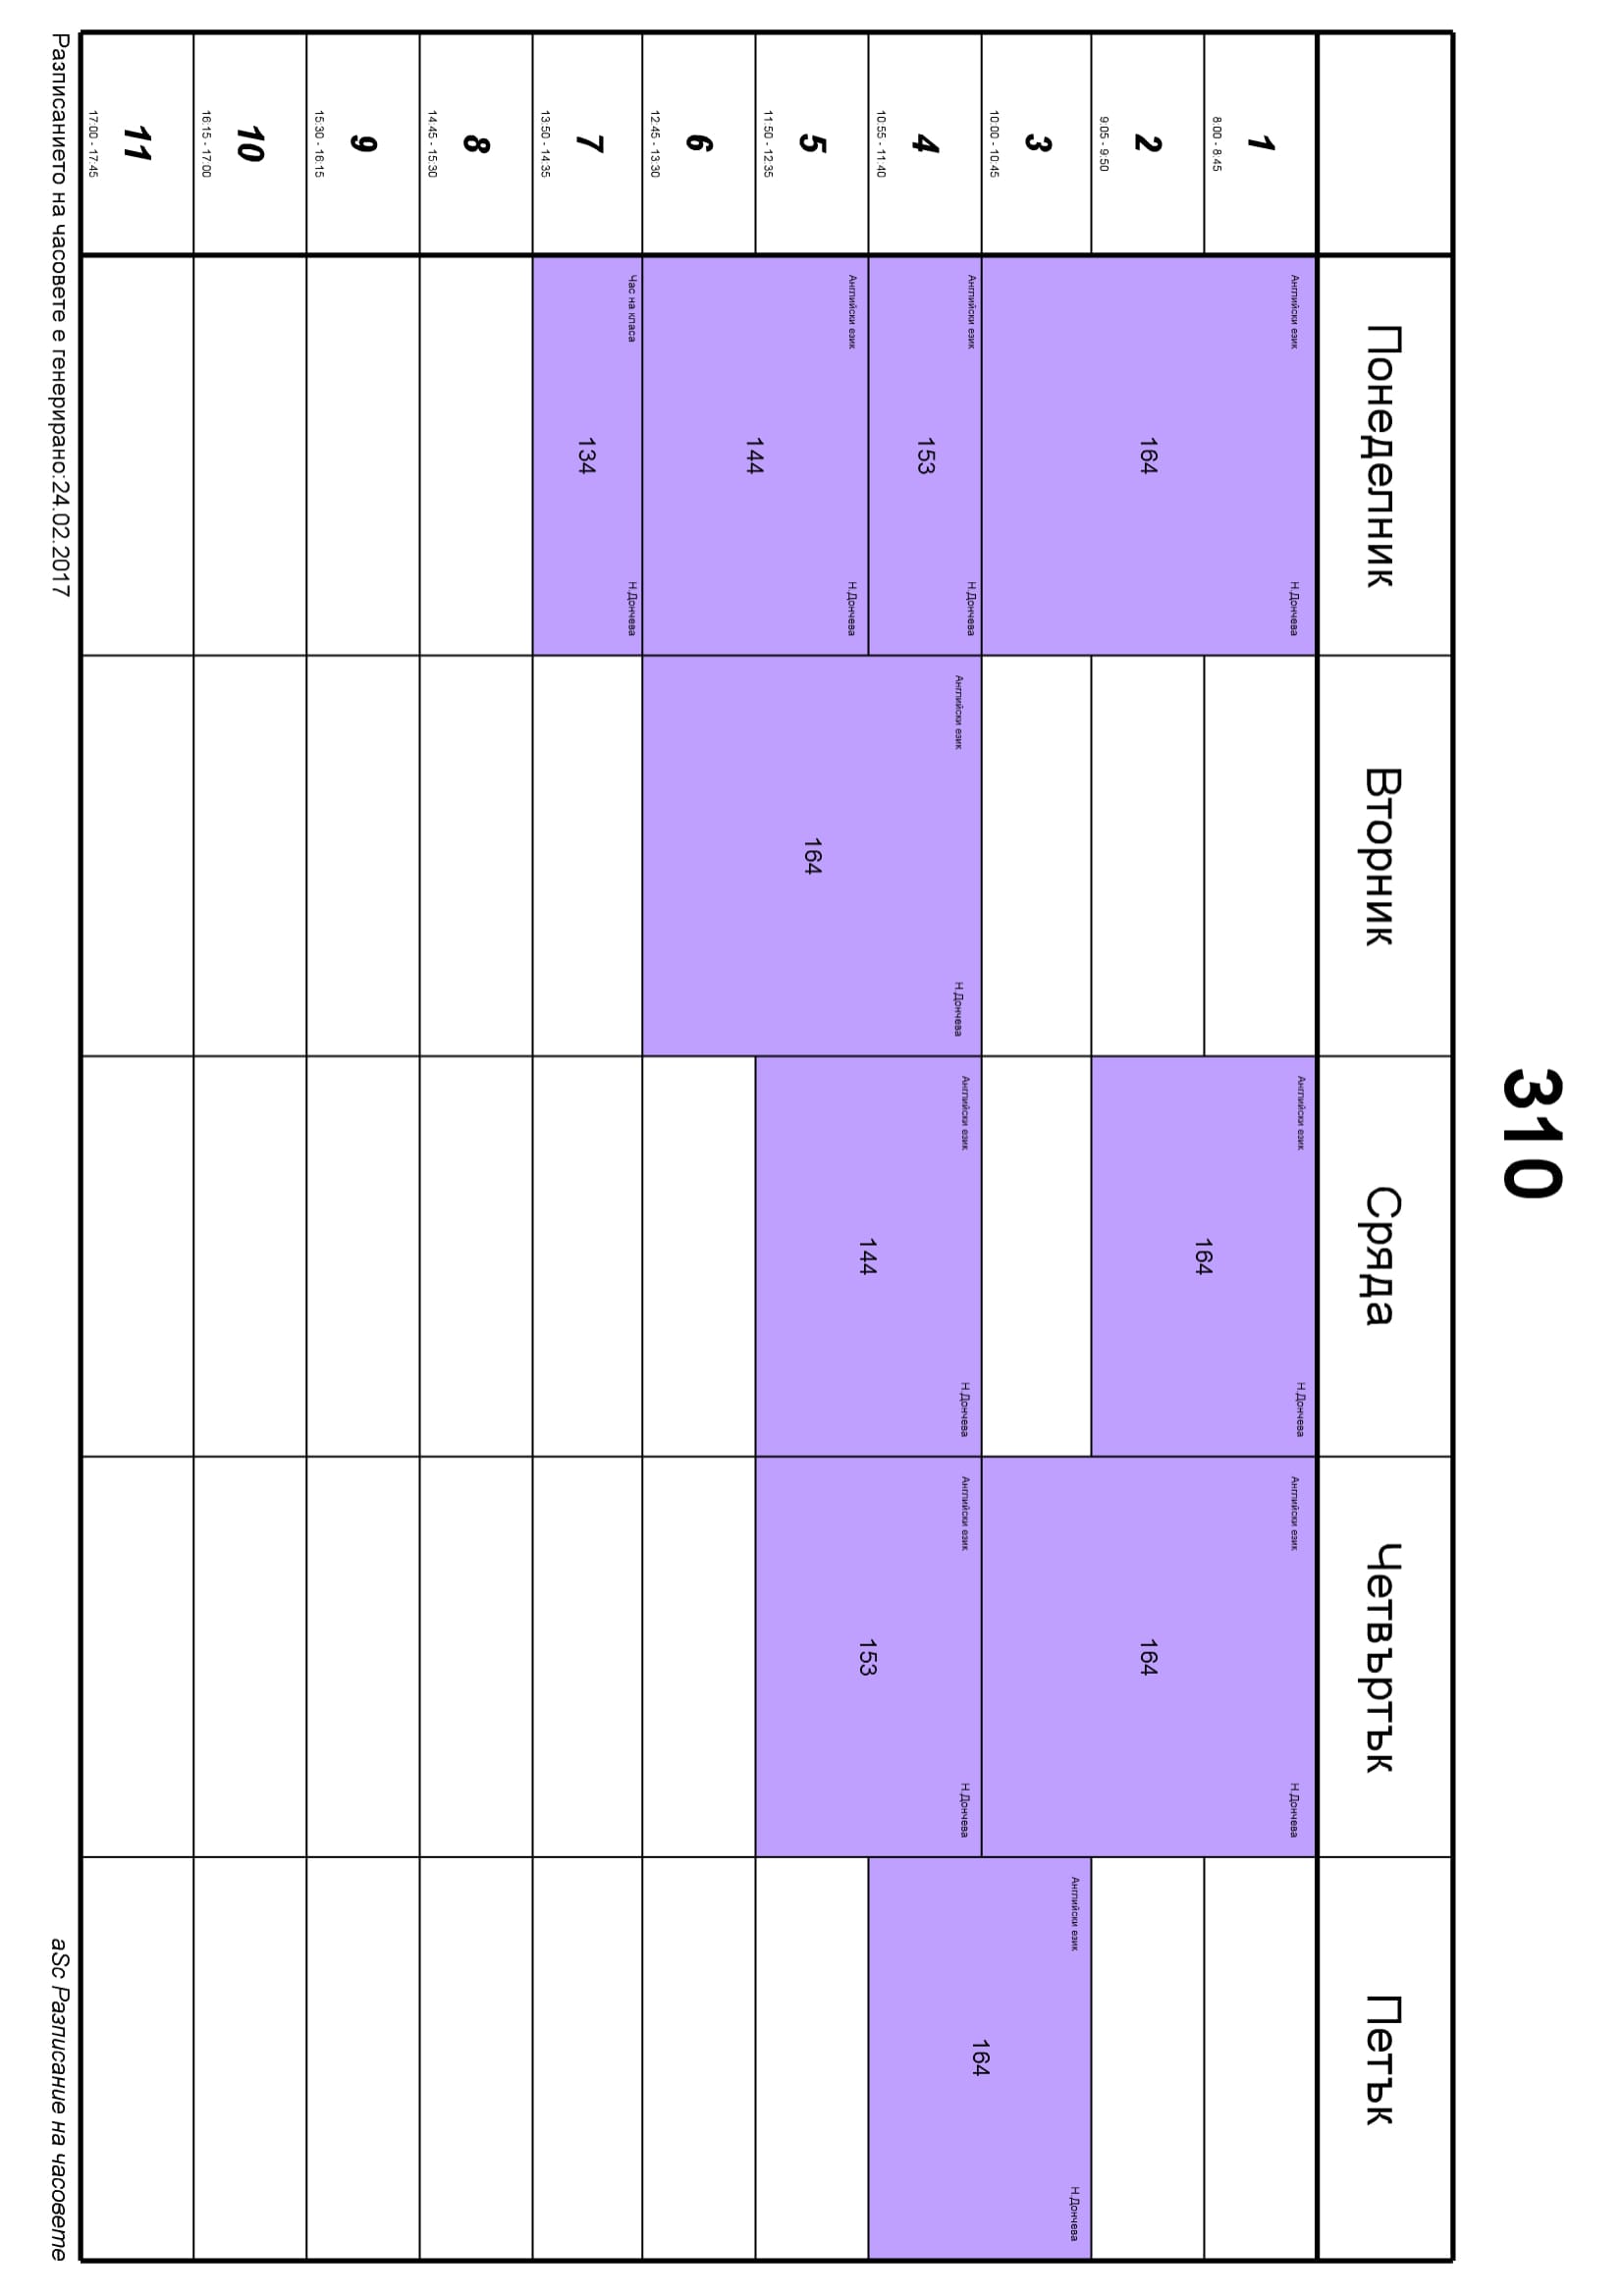 310
Понеделник
Вторник
Сряда
Четвъртък
Петък
1
8:00 - 8:45
2
9:05 - 9:50
3
10:00 - 10:45
4
10:55 - 11:40
5
11:50 - 12:35
6
12:45 - 13:30
7
13:50 - 14:35
8
14:45 - 15:30
9
15:30 - 16:15
10
16:15 - 17:00
11
17:00 - 17:45
Английски език
Н.Дончева
164
Английски език
Н.Дончева
153
Английски език
Н.Дончева
144
Час на класа
Н.Дончева
134
Английски език
Н.Дончева
164
Английски език
Н.Дончева
164
Английски език
Н.Дончева
144
Английски език
Н.Дончева
164
Английски език
Н.Дончева
153
Английски език
Н.Дончева
164
Разписанието на часовете е генерирано:24.02.2017
aSc Разписание на часовете